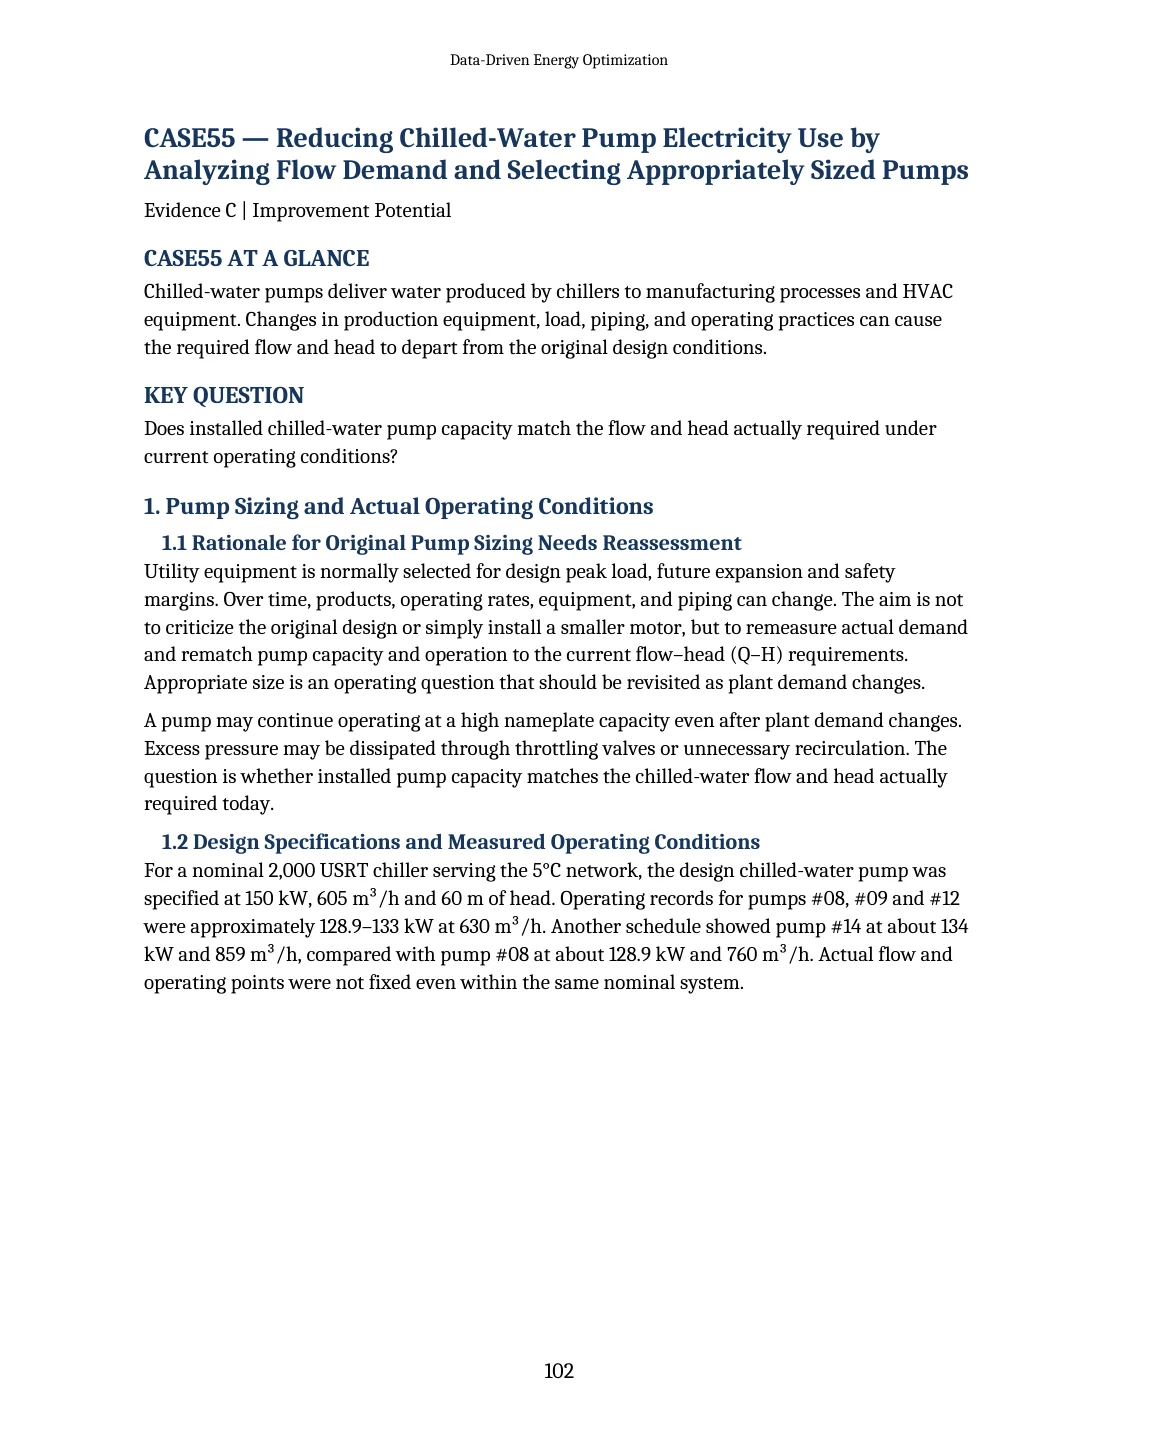 Data-Driven Energy Optimization
CASE55 — Reducing Chilled-Water Pump Electricity Use by
Analyzing Flow Demand and Selecting Appropriately Sized Pumps
Evidence C | Improvement Potential
CASE55 AT A GLANCE
Chilled-water pumps deliver water produced by chillers to manufacturing processes and HVAC
equipment. Changes in production equipment, load, piping, and operating practices can cause
the required flow and head to depart from the original design conditions.
KEY QUESTION
Does installed chilled-water pump capacity match the flow and head actually required under
current operating conditions?
1. Pump Sizing and Actual Operating Conditions
1.1 Rationale for Original Pump Sizing Needs Reassessment
Utility equipment is normally selected for design peak load, future expansion and safety
margins. Over time, products, operating rates, equipment, and piping can change. The aim is not
to criticize the original design or simply install a smaller motor, but to remeasure actual demand
and rematch pump capacity and operation to the current flow–head (Q–H) requirements.
Appropriate size is an operating question that should be revisited as plant demand changes.
A pump may continue operating at a high nameplate capacity even after plant demand changes.
Excess pressure may be dissipated through throttling valves or unnecessary recirculation. The
question is whether installed pump capacity matches the chilled-water flow and head actually
required today.
1.2 Design Specifications and Measured Operating Conditions
For a nominal 2,000 USRT chiller serving the 5°C network, the design chilled-water pump was
specified at 150 kW, 605 m³/h and 60 m of head. Operating records for pumps #08, #09 and #12
were approximately 128.9–133 kW at 630 m³/h. Another schedule showed pump #14 at about 134
kW and 859 m³/h, compared with pump #08 at about 128.9 kW and 760 m³/h. Actual flow and
operating points were not fixed even within the same nominal system.
102